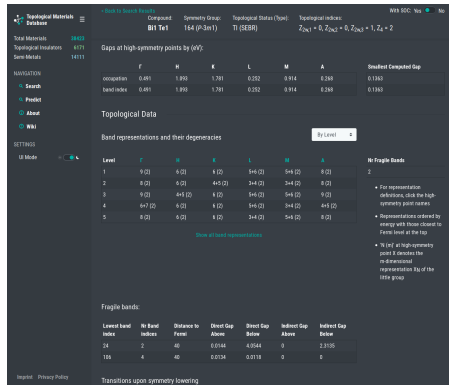 Topological Materials Database
Total Materials 38423
Topological Insulators 6171
Semi-Metals 14111
NAVIGATION
Search
Predict
About
Wiki
SETTINGS
UI Mode
Imprint Privacy Policy
< Back to Search Results
With SOC: Yes No
Compound: Symmetry Group: Topological Status (Type): Topological indices:
Bi1 Te1 164 (P-3m1) TI (SEBR) Z2w,1 = 0, Z2w,2 = 0, Z2w,3 = 1, Z4 = 2
Gaps at high-symmetry points by (eV):
Γ H K L M A Smallest Computed Gap
occupation 0.491 1.093 1.781 0.252 0.914 0.268 0.1363
band index 0.491 1.093 1.781 0.252 0.914 0.268 0.1363
Topological Data
Band representations and their degeneracies By Level
Level Γ H K L M A Nr Fragile Bands
1 9 (2) 6 (2) 6 (2) 5+6 (2) 5+6 (2) 8 (2) 2
2 8 (2) 6 (2) 4+5 (2) 3+4 (2) 3+4 (2) 8 (2)
3 9 (2) 4+5 (2) 6 (2) 5+6 (2) 5+6 (2) 9 (2)
4 6+7 (2) 6 (2) 6 (2) 5+6 (2) 3+4 (2) 4+5 (2)
5 8 (2) 6 (2) 6 (2) 3+4 (2) 5+6 (2) 8 (2)
Show all band representations
• For representation definitions, click the high-symmetry point names
• Representations ordered by energy with those closest to Fermi level at the top
• 'N (m)' at high-symmetry point X denotes the m-dimensional representation XN of the little group
Fragile bands:
Lowest band index Nr Band indices Distance to Fermi Direct Gap Above Direct Gap Below Indirect Gap Above Indirect Gap Below
24 2 40 0.0144 4.0544 0 2.3135
106 4 40 0.0134 0.0118 0 0
Transitions upon symmetry lowering